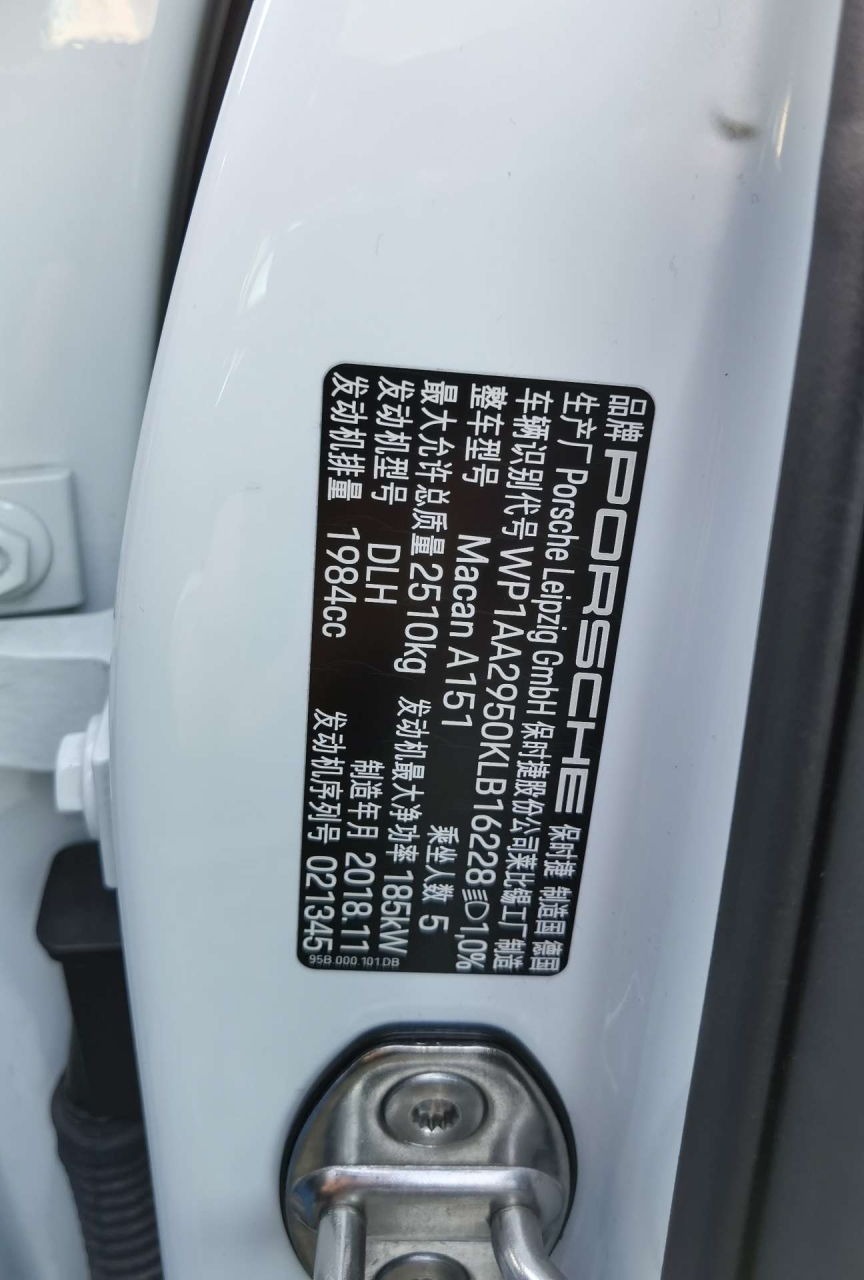 品牌 PORSCHE 保时捷 制造国 德国
生产厂 Porsche Leipzig GmbH 保时捷股份公司莱比锡工厂 制造
车辆识别代号 WP1AA2950KLB16228 1,0%
整车型号 Macan A151 乘坐人数 5
最大允许总质量 2510kg 发动机最大净功率 185kW
发动机型号 DLH 制造年月 2018.11
发动机排量 1984cc 发动机序列号 021345
95B.000.101.DB